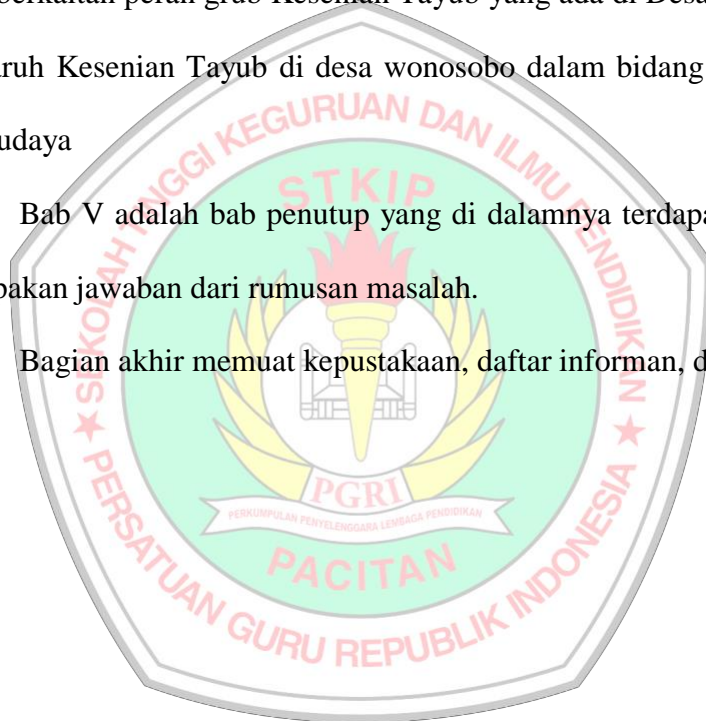 berkaitan peran grub Kesenian Tayub yang ada di Desa
aruh Kesenian Tayub di desa wonosobo dalam bidang
udaya
Bab V adalah bab penutup yang di dalamnya terdapa
pakan jawaban dari rumusan masalah.
Bagian akhir memuat kepustakaan, daftar informan, d
SEKOLAH TINGGI KEGURUAN DAN ILMU PENDIDIKAN
STKIP
PGRI
PERKUMPULAN PENYELENGGARA LEMBAGA PENDIDIKAN
PACITAN
★ PERSATUAN GURU REPUBLIK INDONESIA ★